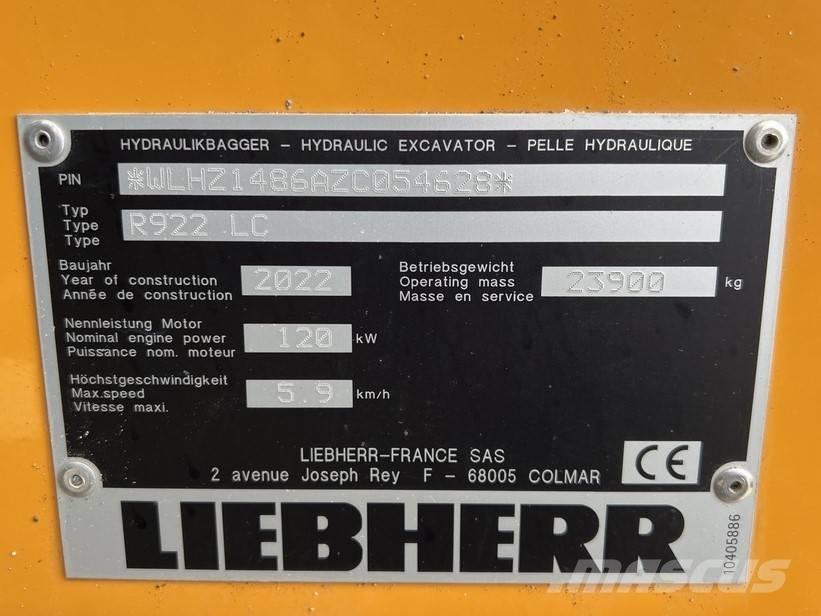 HYDRAULIKBAGGER - HYDRAULIC EXCAVATOR - PELLE HYDRAULIQUE
PIN *WLHZ1486AZC054628*
Typ
Type
Type
R922 LC
Baujahr
Year of construction
Année de construction
2022
Betriebsgewicht
Operating mass
Masse en service
23900 kg
Nennleistung Motor
Nominal engine power
Puissance nom. moteur
120 kW
Höchstgeschwindigkeit
Max.speed
Vitesse maxi.
5.9 km/h
LIEBHERR-FRANCE SAS
2 avenue Joseph Rey F - 68005 COLMAR
CE
LIEBHERR
10405886
mascus